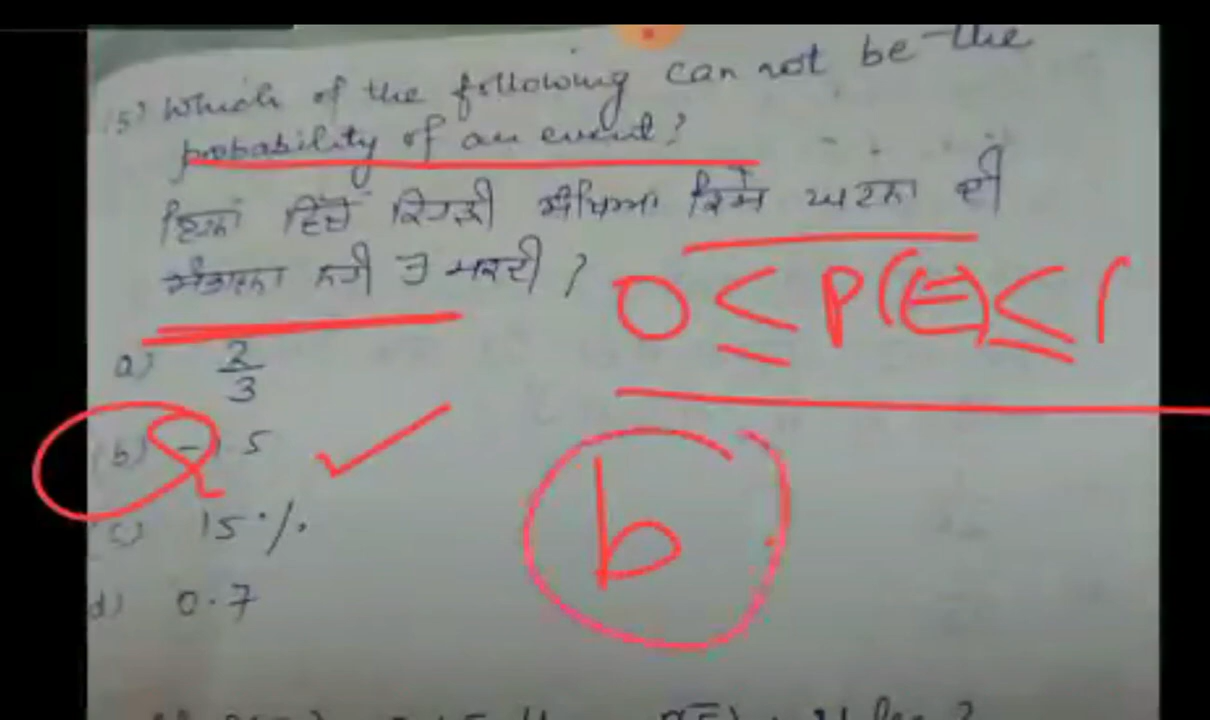 (5) Which of the following can not be the
probability of an event?
ਇਹਨਾਂ ਵਿੱਚੋਂ ਕਿਹੜੀ ਸੰਖਿਆ ਕਿਸੇ ਘਟਨਾ ਦੀ
ਸੰਭਾਵਨਾ ਨਹੀਂ ਹੋ ਸਕਦੀ ?
0 ≤ P(E) ≤ 1
a) 2/3
(b) -1.5
b
c) 15%
d) 0.7